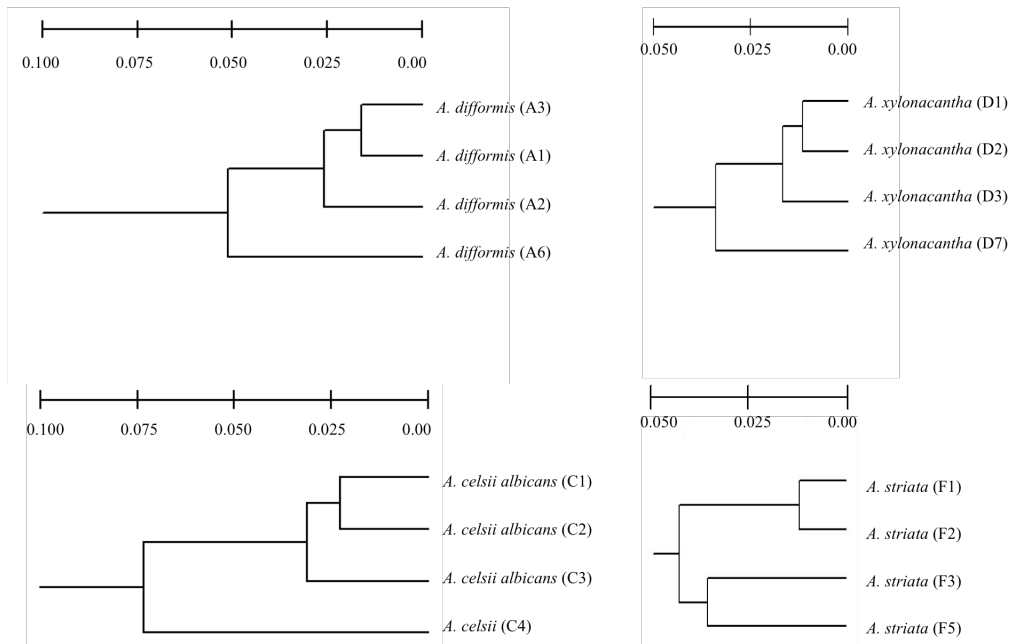 0.100 0.075 0.050 0.025 0.00
A. difformis (A3)
A. difformis (A1)
A. difformis (A2)
A. difformis (A6)
0.050 0.025 0.00
A. xylonacantha (D1)
A. xylonacantha (D2)
A. xylonacantha (D3)
A. xylonacantha (D7)
0.100 0.075 0.050 0.025 0.00
A. celsii albicans (C1)
A. celsii albicans (C2)
A. celsii albicans (C3)
A. celsii (C4)
0.050 0.025 0.00
A. striata (F1)
A. striata (F2)
A. striata (F3)
A. striata (F5)